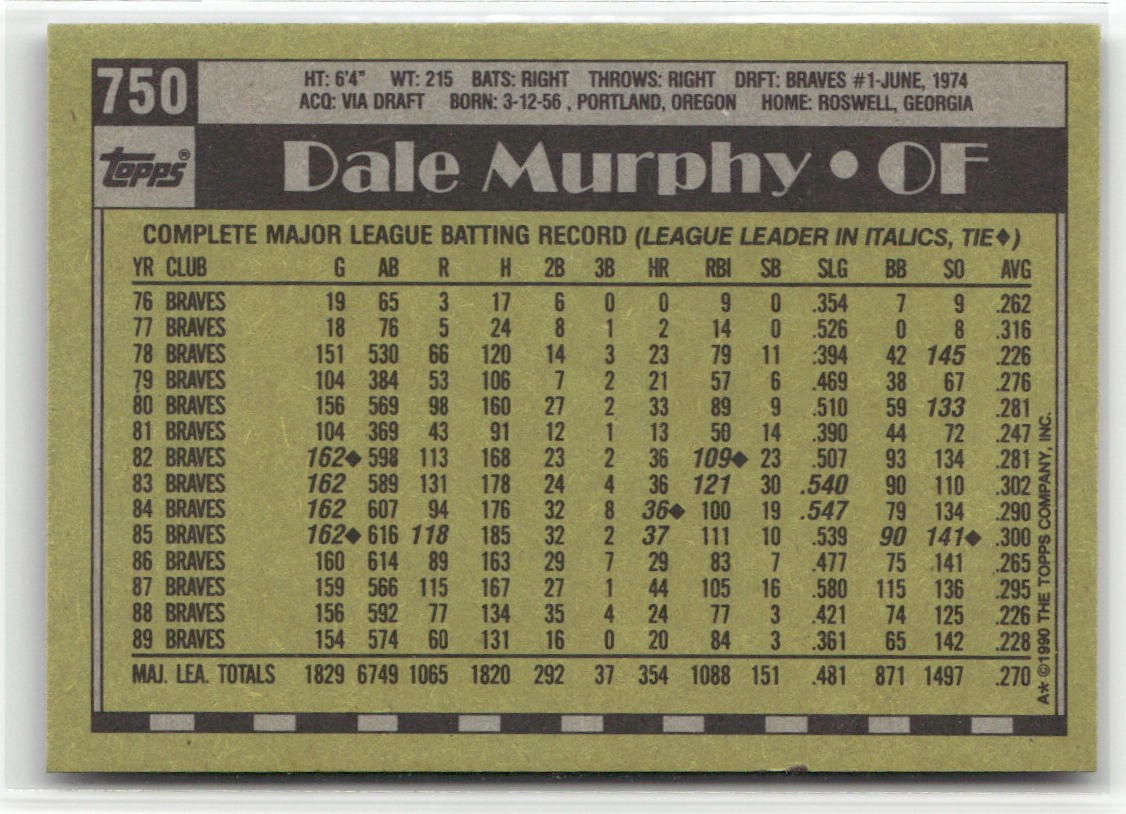 750
HT: 6'4" WT: 215 BATS: RIGHT THROWS: RIGHT DRFT: BRAVES #1-JUNE, 1974
ACQ: VIA DRAFT BORN: 3-12-56 , PORTLAND, OREGON HOME: ROSWELL, GEORGIA
TOPPS®
Dale Murphy • OF
COMPLETE MAJOR LEAGUE BATTING RECORD (LEAGUE LEADER IN ITALICS, TIE♦)
YR CLUB G AB R H 2B 3B HR RBI SB SLG BB SO AVG
76 BRAVES 19 65 3 17 6 0 0 9 0 .354 7 9 .262
77 BRAVES 18 76 5 24 8 1 2 14 0 .526 0 8 .316
78 BRAVES 151 530 66 120 14 3 23 79 11 .394 42 145 .226
79 BRAVES 104 384 53 106 7 2 21 57 6 .469 38 67 .276
80 BRAVES 156 569 98 160 27 2 33 89 9 .510 59 133 .281
81 BRAVES 104 369 43 91 12 1 13 50 14 .390 44 72 .247
82 BRAVES 162♦ 598 113 168 23 2 36 109♦ 23 .507 93 134 .281
83 BRAVES 162 589 131 178 24 4 36 121 30 .540 90 110 .302
84 BRAVES 162 607 94 176 32 8 36♦ 100 19 .547 79 134 .290
85 BRAVES 162♦ 616 118 185 32 2 37 111 10 .539 90 141♦ .300
86 BRAVES 160 614 89 163 29 7 29 83 7 .477 75 141 .265
87 BRAVES 159 566 115 167 27 1 44 105 16 .580 115 136 .295
88 BRAVES 156 592 77 134 35 4 24 77 3 .421 74 125 .226
89 BRAVES 154 574 60 131 16 0 20 84 3 .361 65 142 .228
MAJ. LEA. TOTALS 1829 6749 1065 1820 292 37 354 1088 151 .481 871 1497 .270
A* ©1990 THE TOPPS COMPANY, INC.